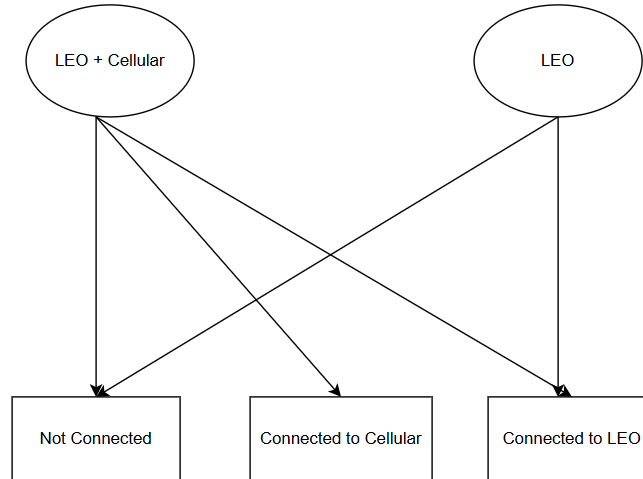 LEO + Cellular
LEO
Not Connected
Connected to Cellular
Connected to LEO